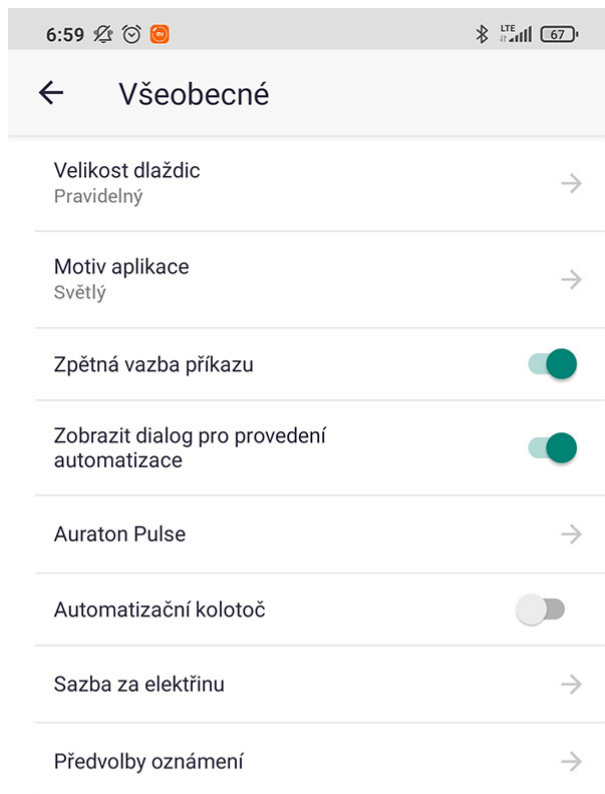 6:59
LTE
67
Všeobecné
Velikost dlaždic
Pravidelný
Motiv aplikace
Světlý
Zpětná vazba příkazu
Zobrazit dialog pro provedení
automatizace
Auraton Pulse
Automatizační kolotoč
Sazba za elektřinu
Předvolby oznámení